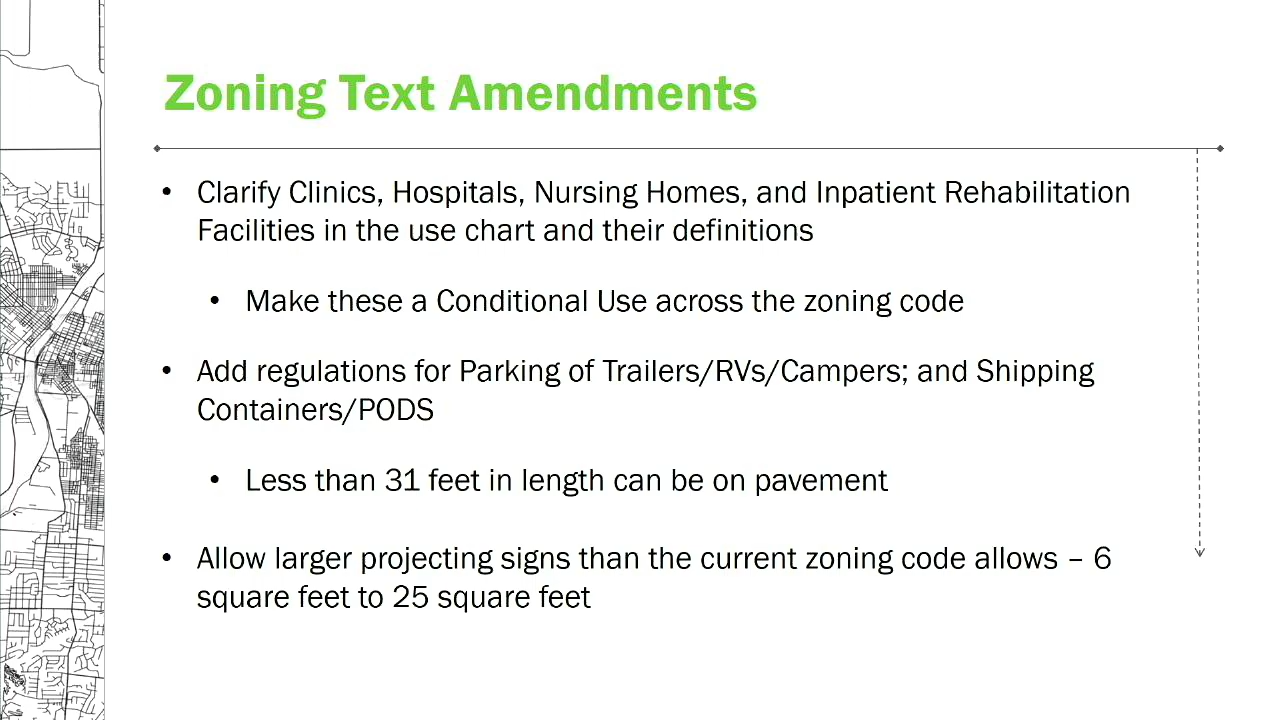 Zoning Text Amendments
• Clarify Clinics, Hospitals, Nursing Homes, and Inpatient Rehabilitation
Facilities in the use chart and their definitions
• Make these a Conditional Use across the zoning code
• Add regulations for Parking of Trailers/RVs/Campers; and Shipping
Containers/PODS
• Less than 31 feet in length can be on pavement
• Allow larger projecting signs than the current zoning code allows – 6
square feet to 25 square feet